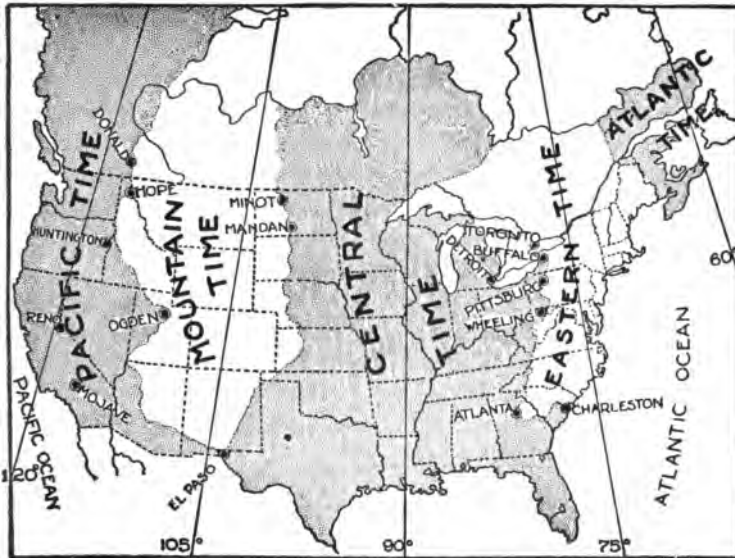 ATLANTIC
TIME
DONALD
PACIFIC TIME
HOPE
MINOT
MOUNTAIN
TIME
MANDAN
CENTRAL
TIME
EASTERN TIME
TORONTO
BUFFALO
DETROIT
HUNTINGTON
PITTSBURG
WHEELING
60°
RENO
OGDEN
MOJAVE
ATLANTA
CHARLESTON
PACIFIC OCEAN
ATLANTIC OCEAN
EL PASO
120°
105°
90°
75°